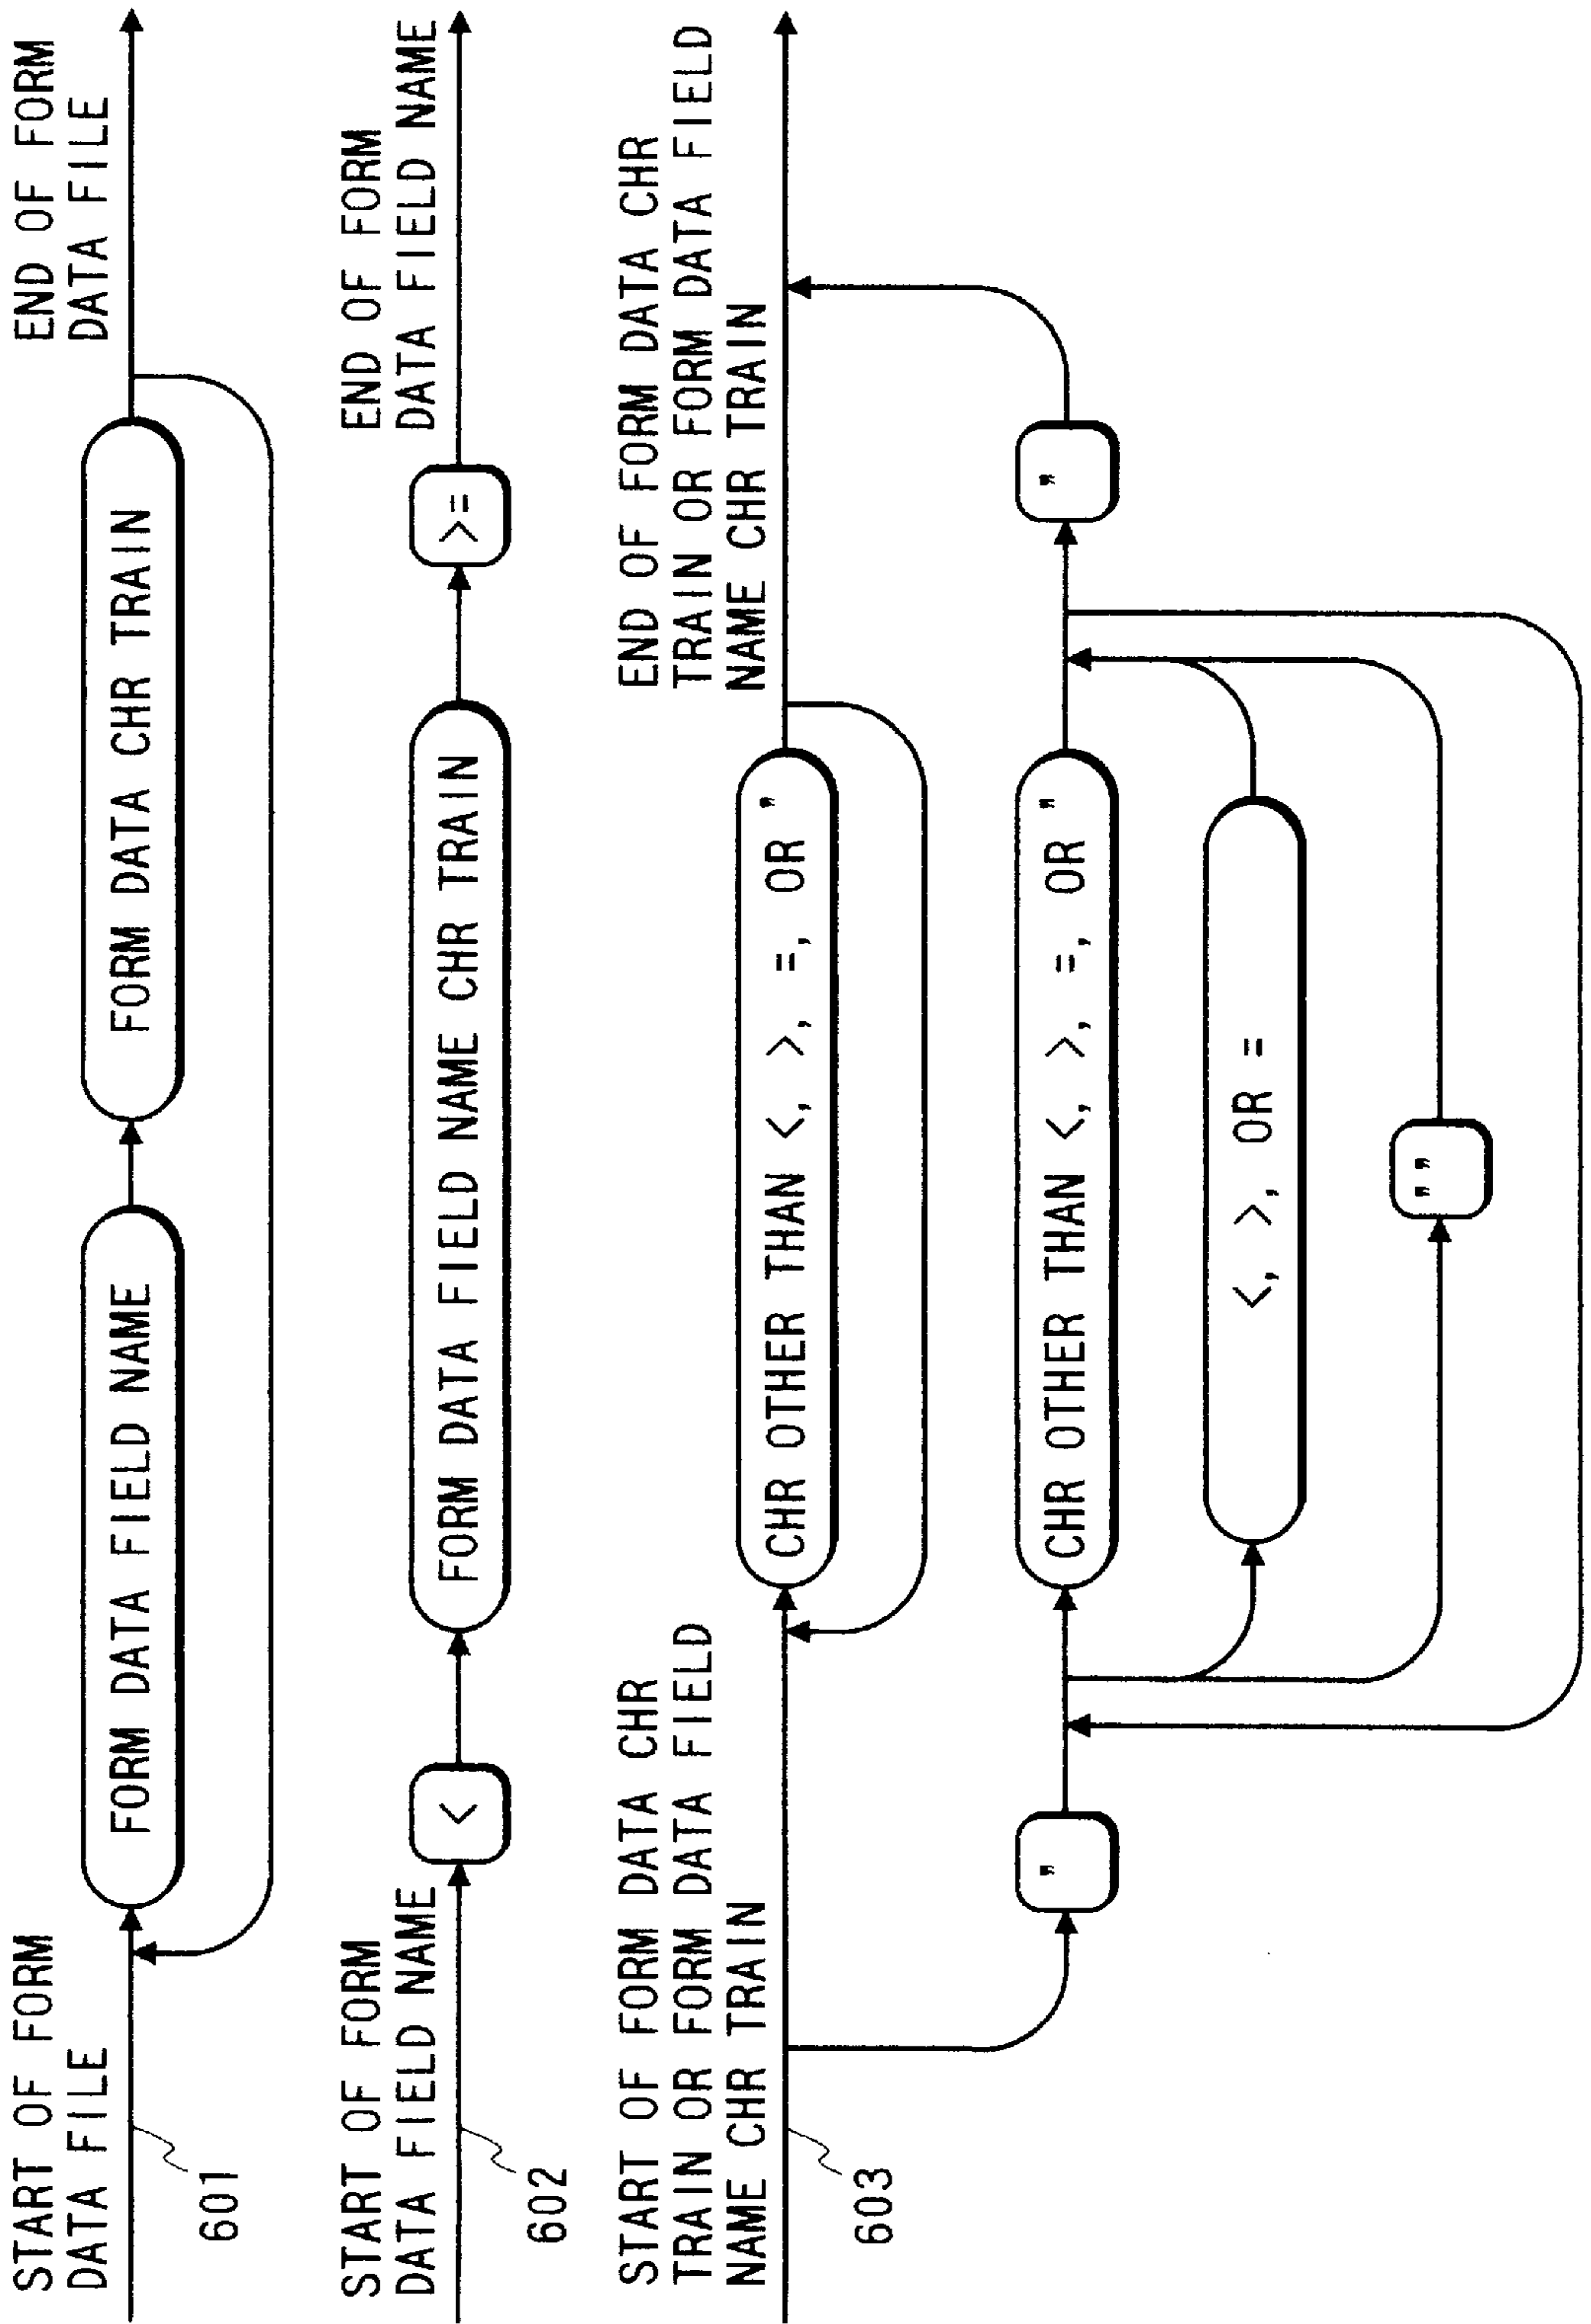 START OF FORM
DATA FILE
601
FORM DATA FIELD NAME
FORM DATA CHR TRAIN
END OF FORM
DATA FILE
START OF FORM
DATA FIELD NAME
602
<
FORM DATA FIELD NAME CHR TRAIN
>=
END OF FORM
DATA FIELD NAME
START OF FORM DATA CHR
TRAIN OR FORM DATA FIELD
NAME CHR TRAIN
603
CHR OTHER THAN <, >, =, OR "
END OF FORM DATA CHR
TRAIN OR FORM DATA FIELD
NAME CHR TRAIN
"
CHR OTHER THAN <, >, =, OR "
"
<, >, OR =
""